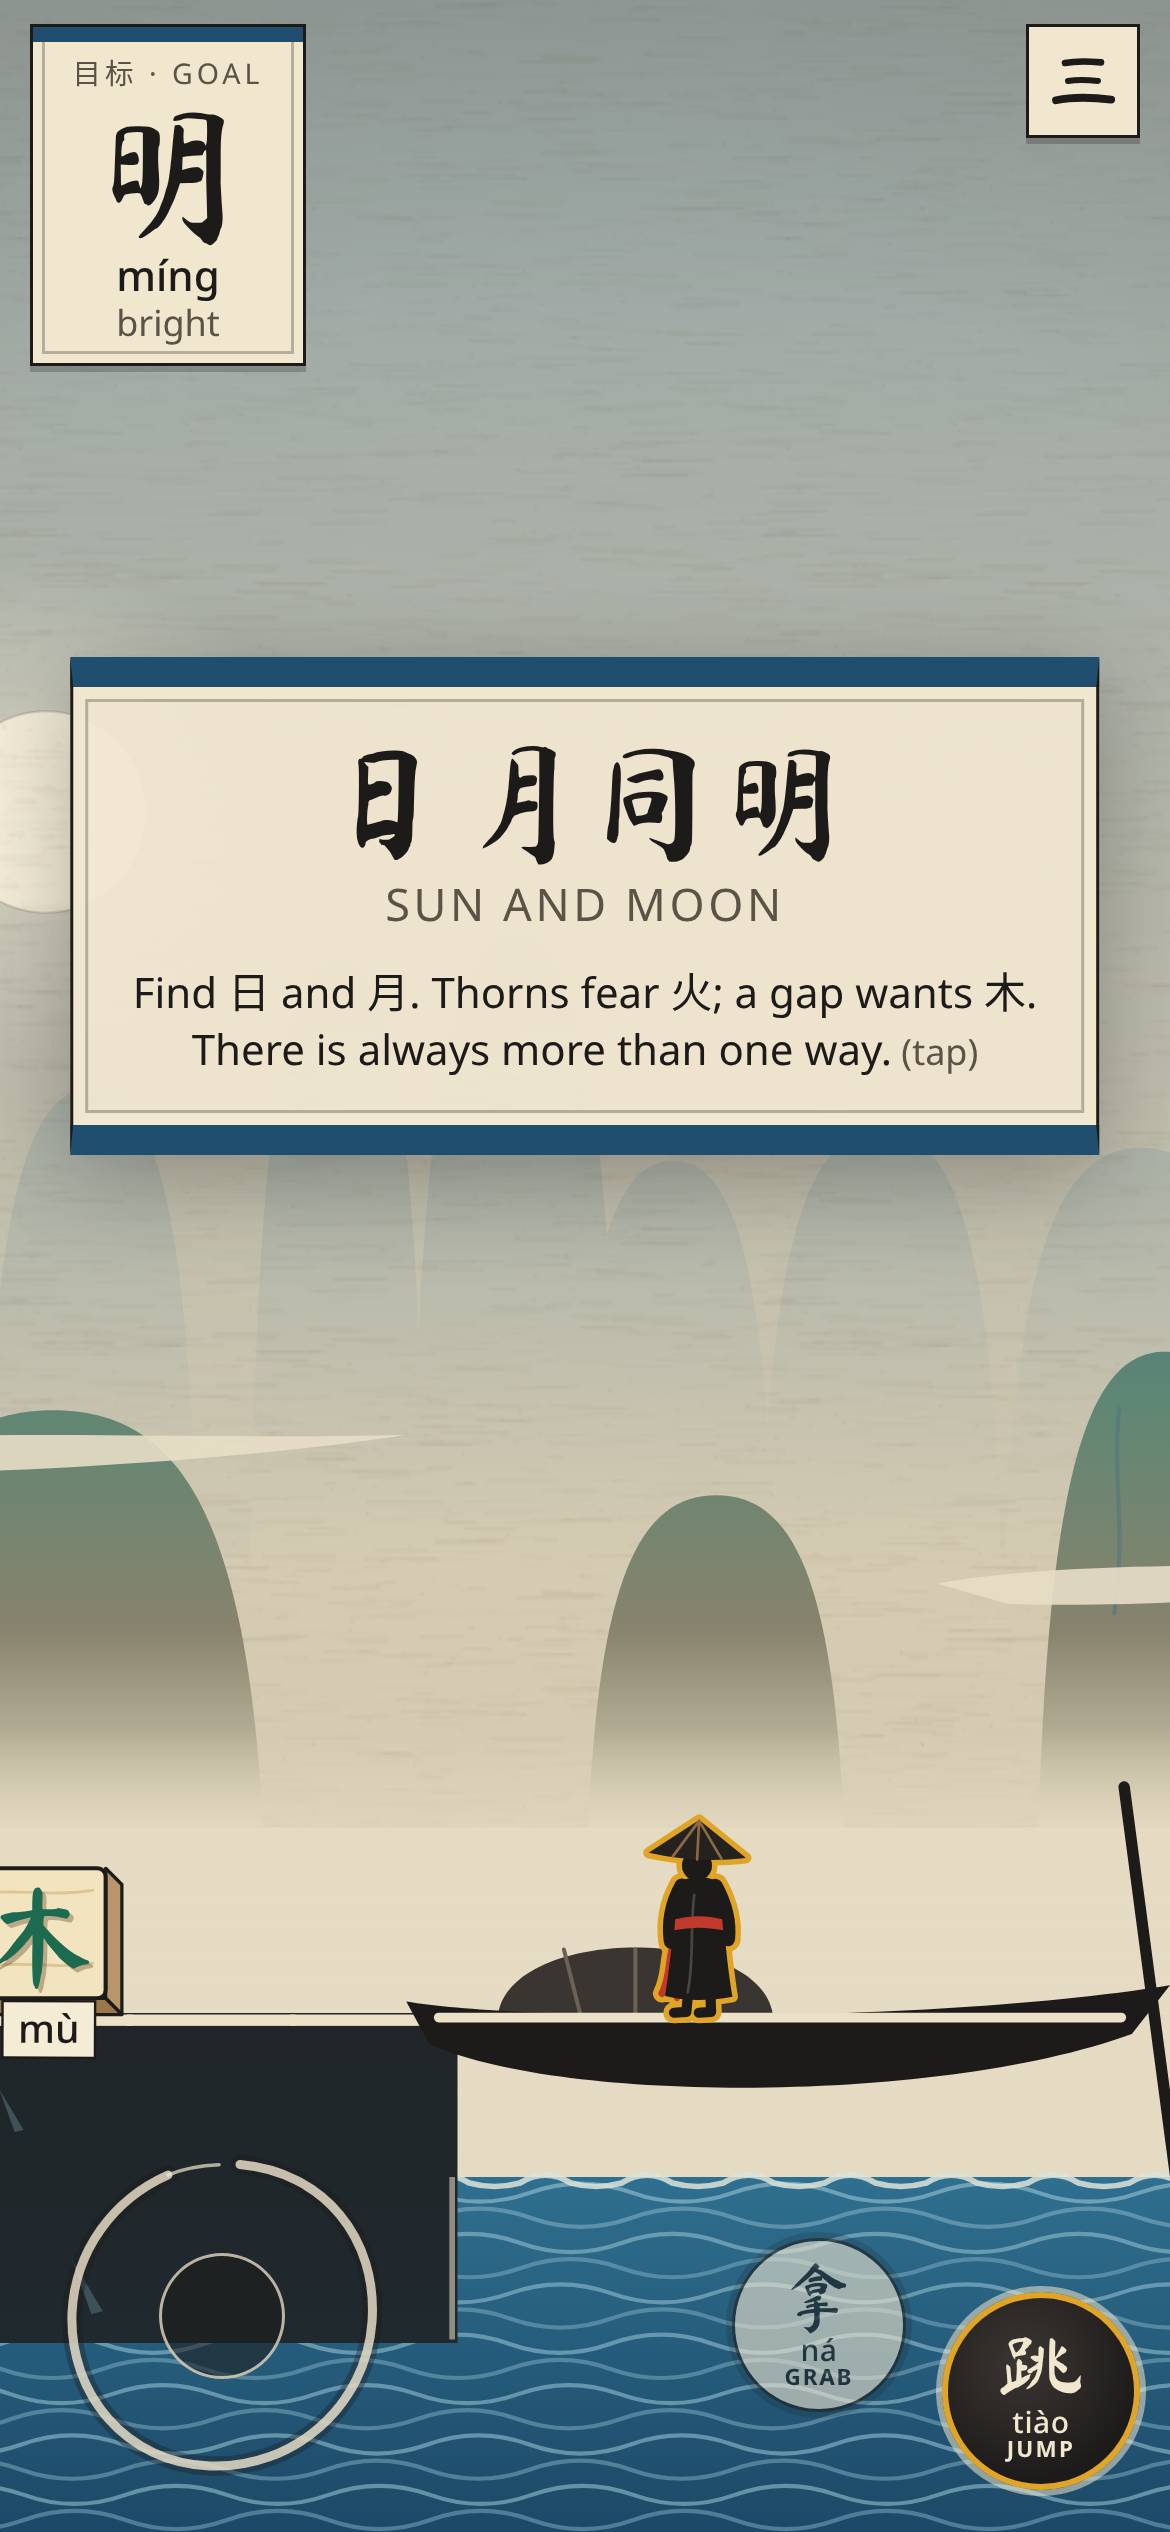 目标 · GOAL
明
míng
bright
三
日月同明
SUN AND MOON
Find 日 and 月. Thorns fear 火; a gap wants 木.
There is always more than one way. (tap)
木
mù
拿
ná
GRAB
跳
tiào
JUMP